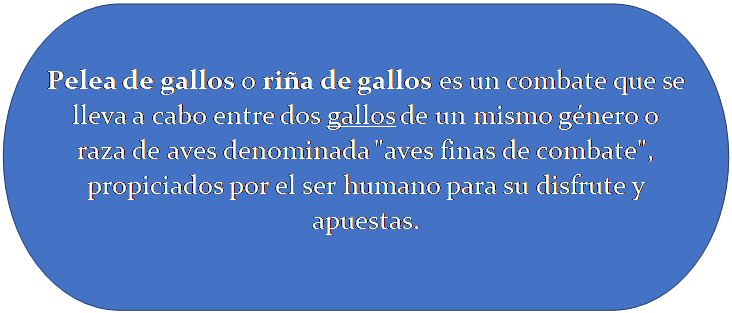 Pelea de gallos o riña de gallos es un combate que se
lleva a cabo entre dos gallos de un mismo género o
raza de aves denominada "aves finas de combate",
propiciados por el ser humano para su disfrute y
apuestas.